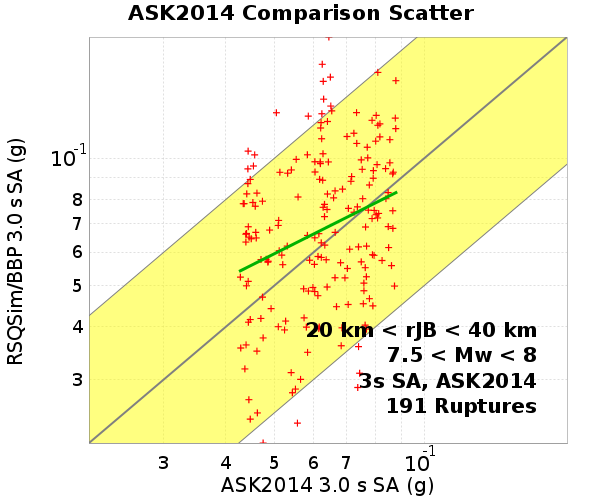 ASK2014 Comparison Scatter
RSQSim/BBP 3.0 s SA (g)
10⁻¹
8
7
6
5
4
3
20 km < rJB < 40 km
7.5 < Mw < 8
3s SA, ASK2014
191 Ruptures
3 4 5 6 7 10⁻¹
ASK2014 3.0 s SA (g)